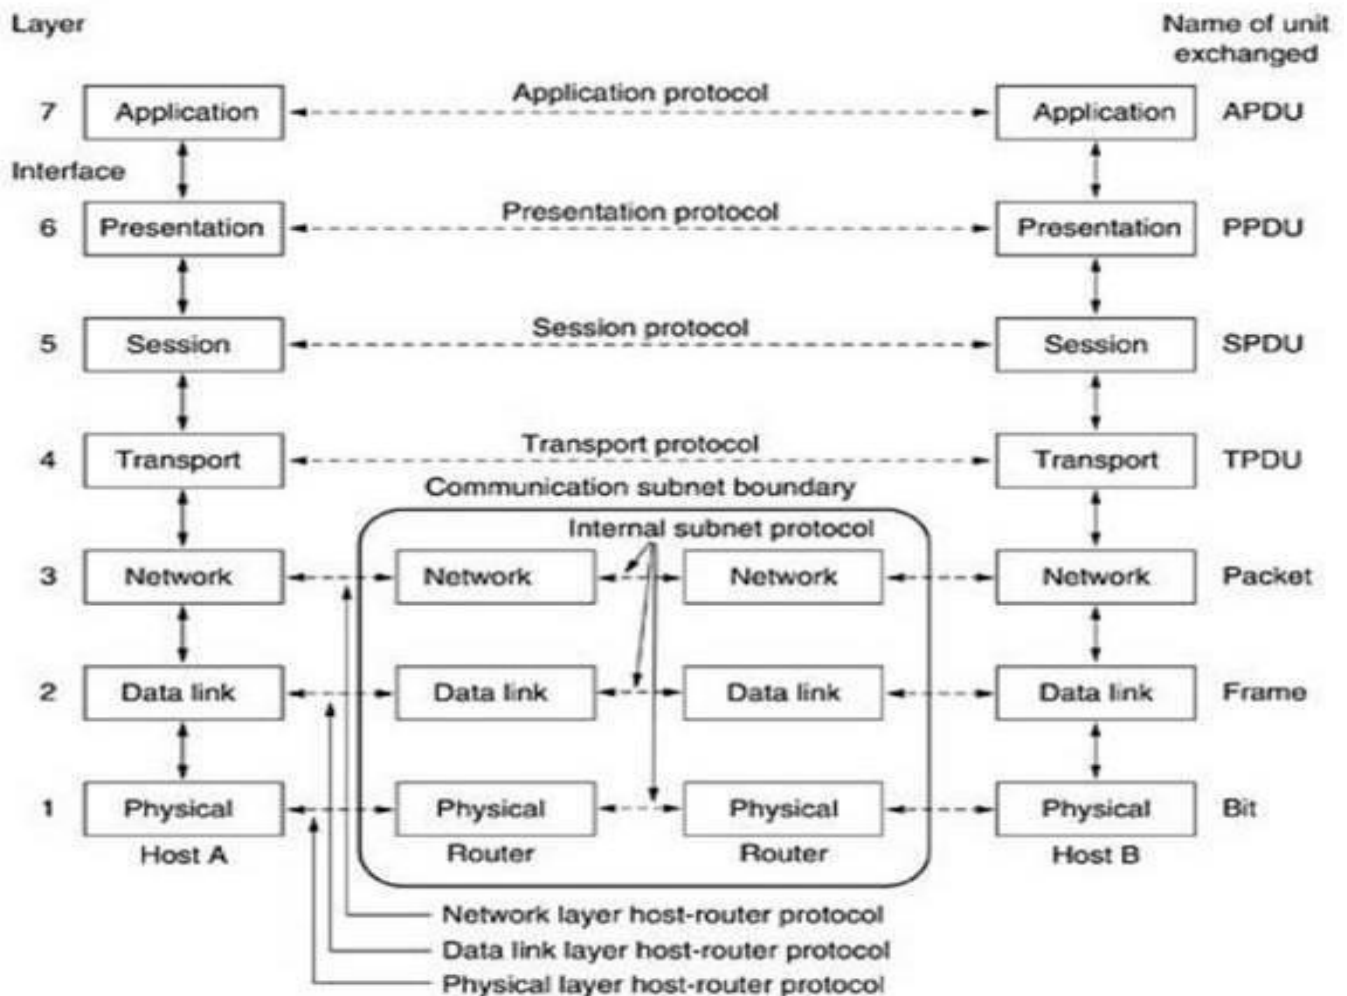 Layer
Name of unit
exchanged
7 Application Application protocol Application APDU
Interface
6 Presentation Presentation protocol Presentation PPDU
5 Session Session protocol Session SPDU
4 Transport Transport protocol Transport TPDU
Communication subnet boundary
Internal subnet protocol
3 Network Network Network Network Packet
2 Data link Data link Data link Data link Frame
1 Physical Physical Physical Physical Bit
Host A Router Router Host B
Network layer host-router protocol
Data link layer host-router protocol
Physical layer host-router protocol